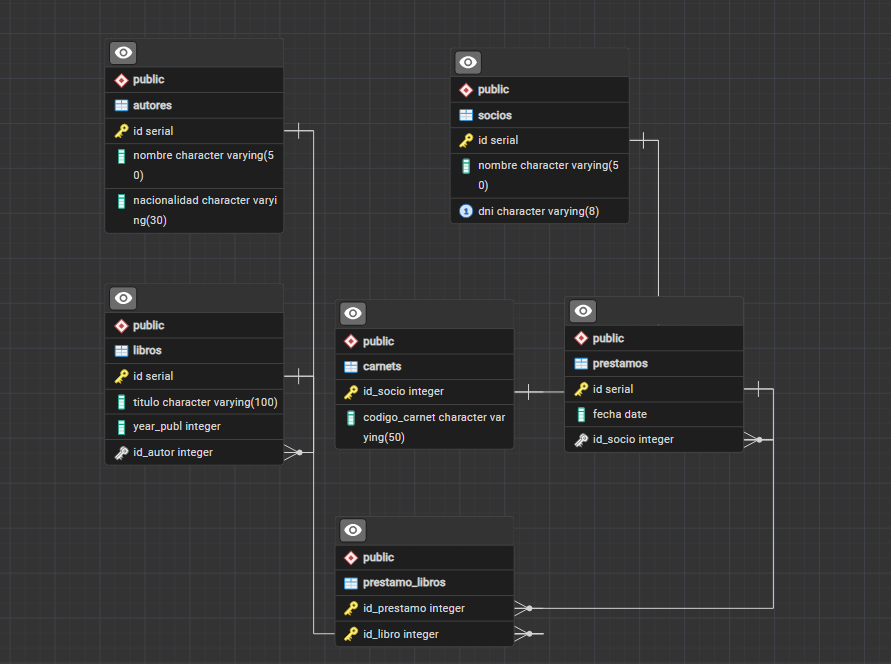 public
autores
id serial
nombre character varying(5
0)
nacionalidad character varyi
ng(30)
public
socios
id serial
nombre character varying(5
0)
1 dni character varying(8)
public
libros
id serial
titulo character varying(100)
year_publ integer
id_autor integer
public
carnets
id_socio integer
codigo_carnet character var
ying(50)
public
prestamos
id serial
fecha date
id_socio integer
public
prestamo_libros
id_prestamo integer
id_libro integer